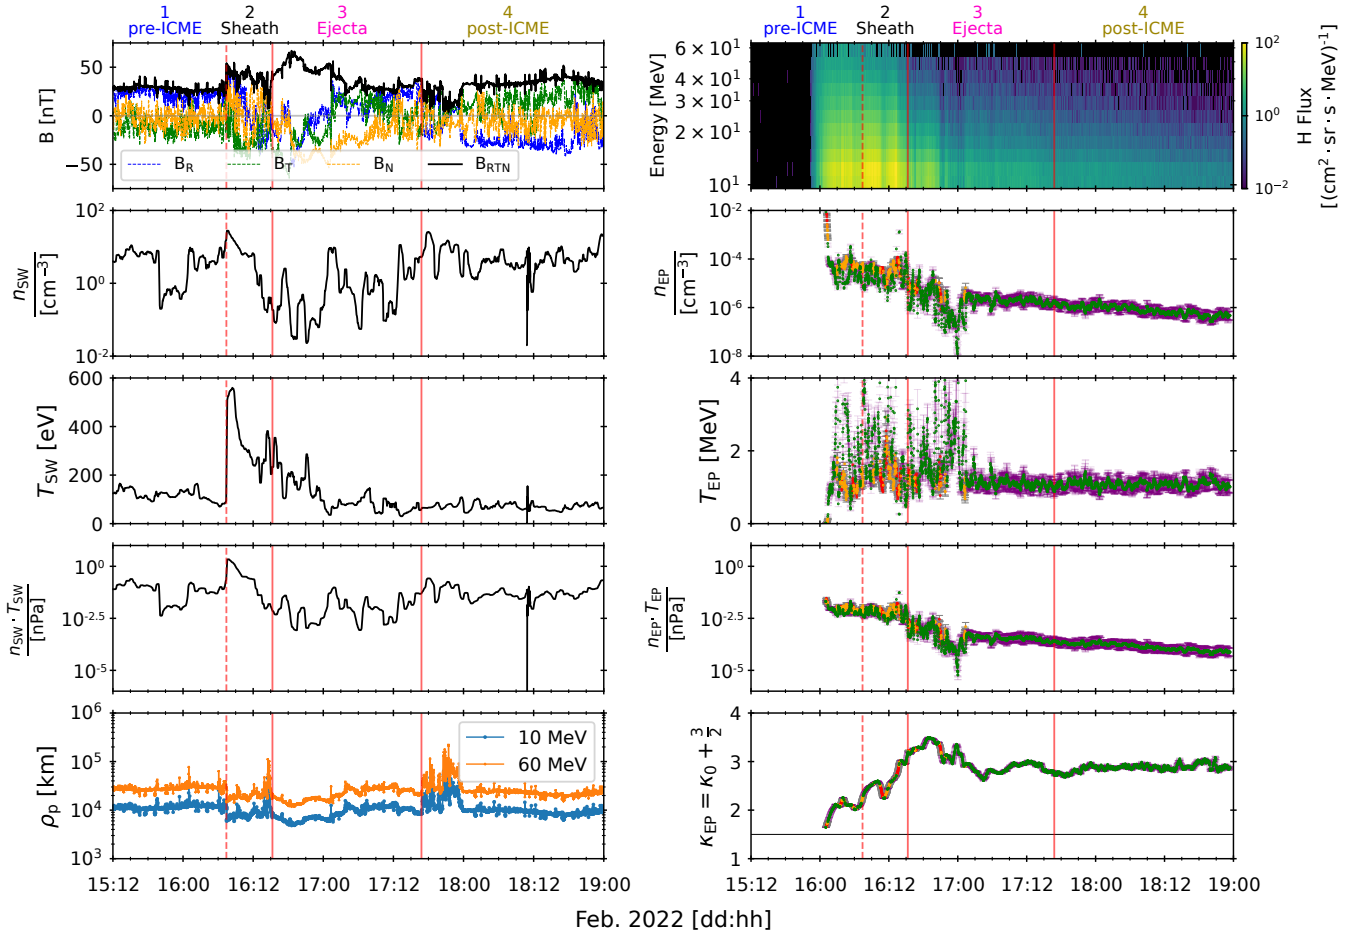 1 2 3 4
pre-ICME Sheath Ejecta post-ICME
B [nT]
50
0
−50
B_R B_T B_N B_RTN
n_SW / [cm⁻³]
10²
10⁰
10⁻²
T_SW [eV]
600
400
200
0
n_SW · T_SW / [nPa]
10⁰
10⁻²·⁵
10⁻⁵
ρ_p [km]
10⁶
10⁵
10⁴
10³
10 MeV
60 MeV
15:12 16:00 16:12 17:00 17:12 18:00 18:12 19:00
1 2 3 4
pre-ICME Sheath Ejecta post-ICME
Energy [MeV]
6 × 10¹
4 × 10¹
3 × 10¹
2 × 10¹
10¹
10²
10⁰
10⁻²
H Flux
[(cm² · sr · s · MeV)⁻¹]
n_EP / [cm⁻³]
10⁻²
10⁻⁴
10⁻⁶
10⁻⁸
T_EP [MeV]
4
2
0
n_EP · T_EP / [nPa]
10⁰
10⁻²·⁵
10⁻⁵
κ_EP = κ₀ + 3/2
4
3
2
1
15:12 16:00 16:12 17:00 17:12 18:00 18:12 19:00
Feb. 2022 [dd:hh]